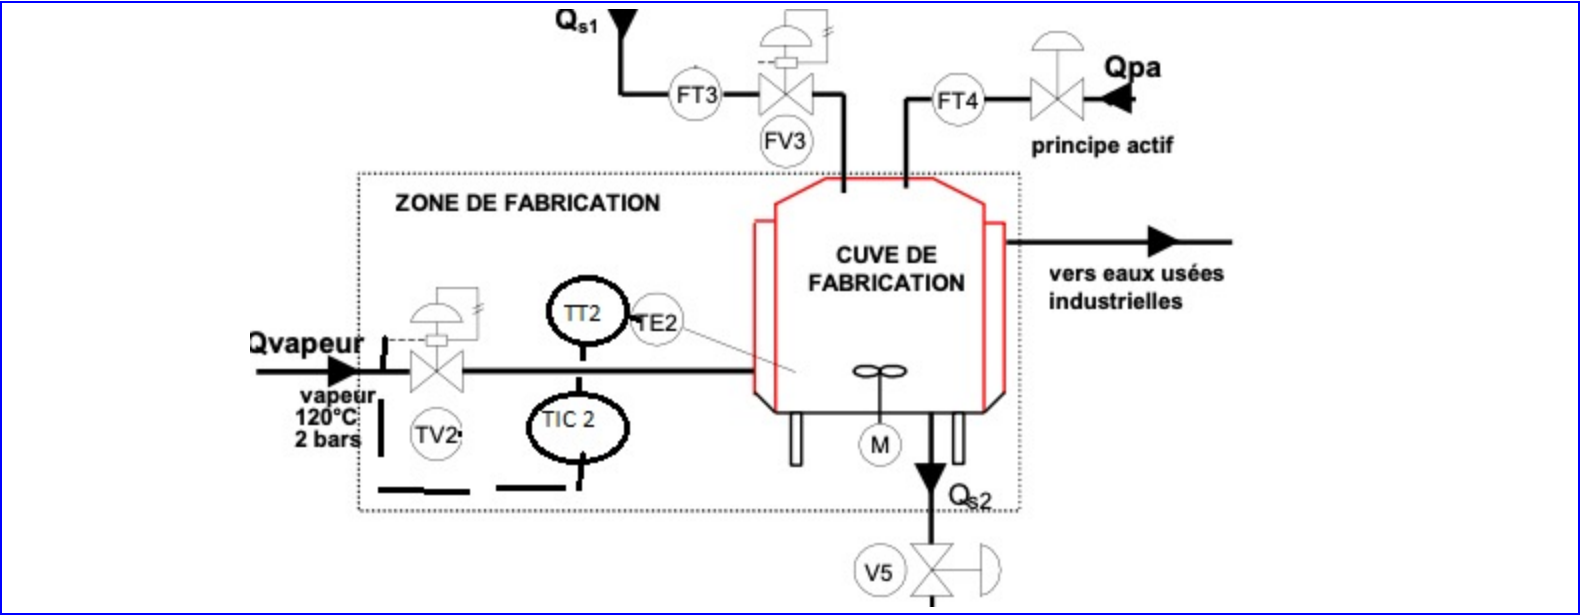 Qs1
FT3
FV3
FT4
Qpa
principe actif
ZONE DE FABRICATION
CUVE DE
FABRICATION
vers eaux usées
industrielles
TT2
TE2
Qvapeur
vapeur
120°C
2 bars
TV2
TIC 2
M
Qs2
V5